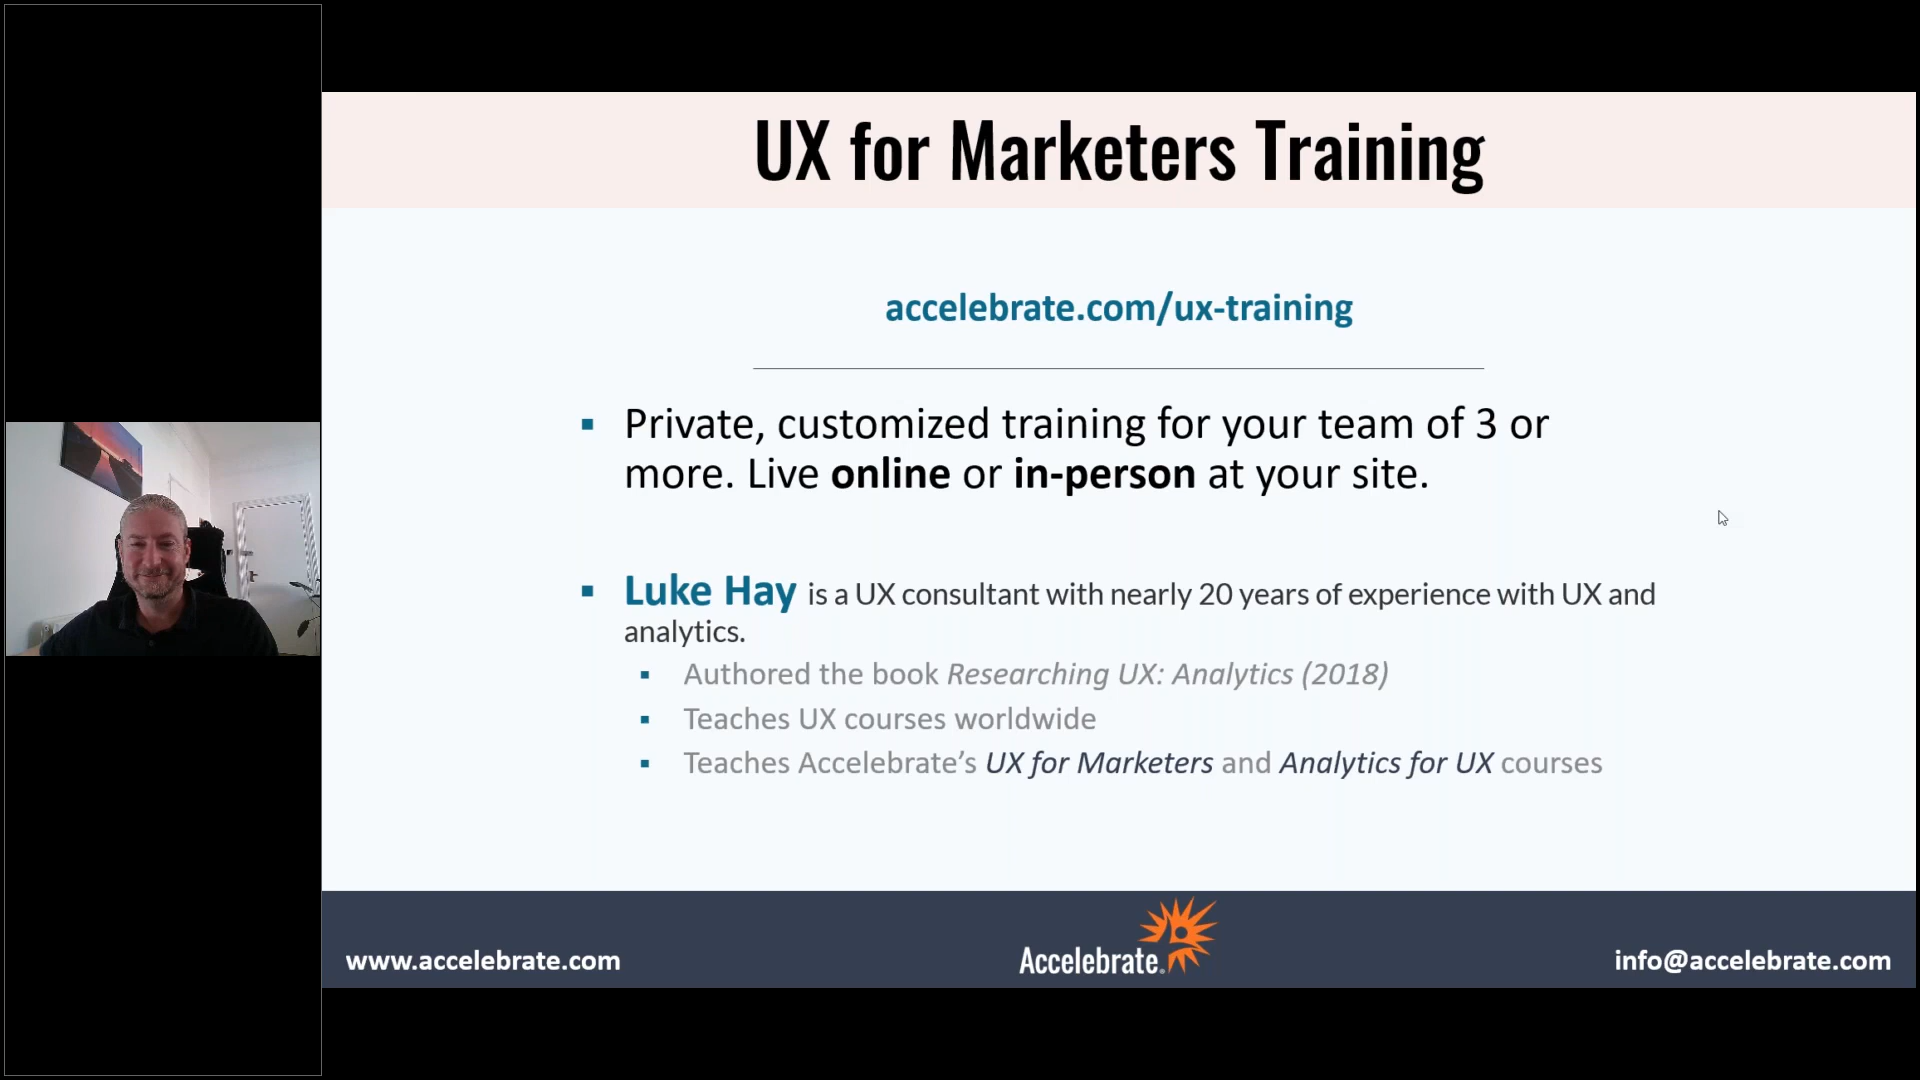 UX for Marketers Training
accelebrate.com/ux-training
▪ Private, customized training for your team of 3 or
more. Live online or in-person at your site.
▪ Luke Hay is a UX consultant with nearly 20 years of experience with UX and
analytics.
▪ Authored the book Researching UX: Analytics (2018)
▪ Teaches UX courses worldwide
▪ Teaches Accelebrate’s UX for Marketers and Analytics for UX courses
www.accelebrate.com
Accelebrate®
info@accelebrate.com